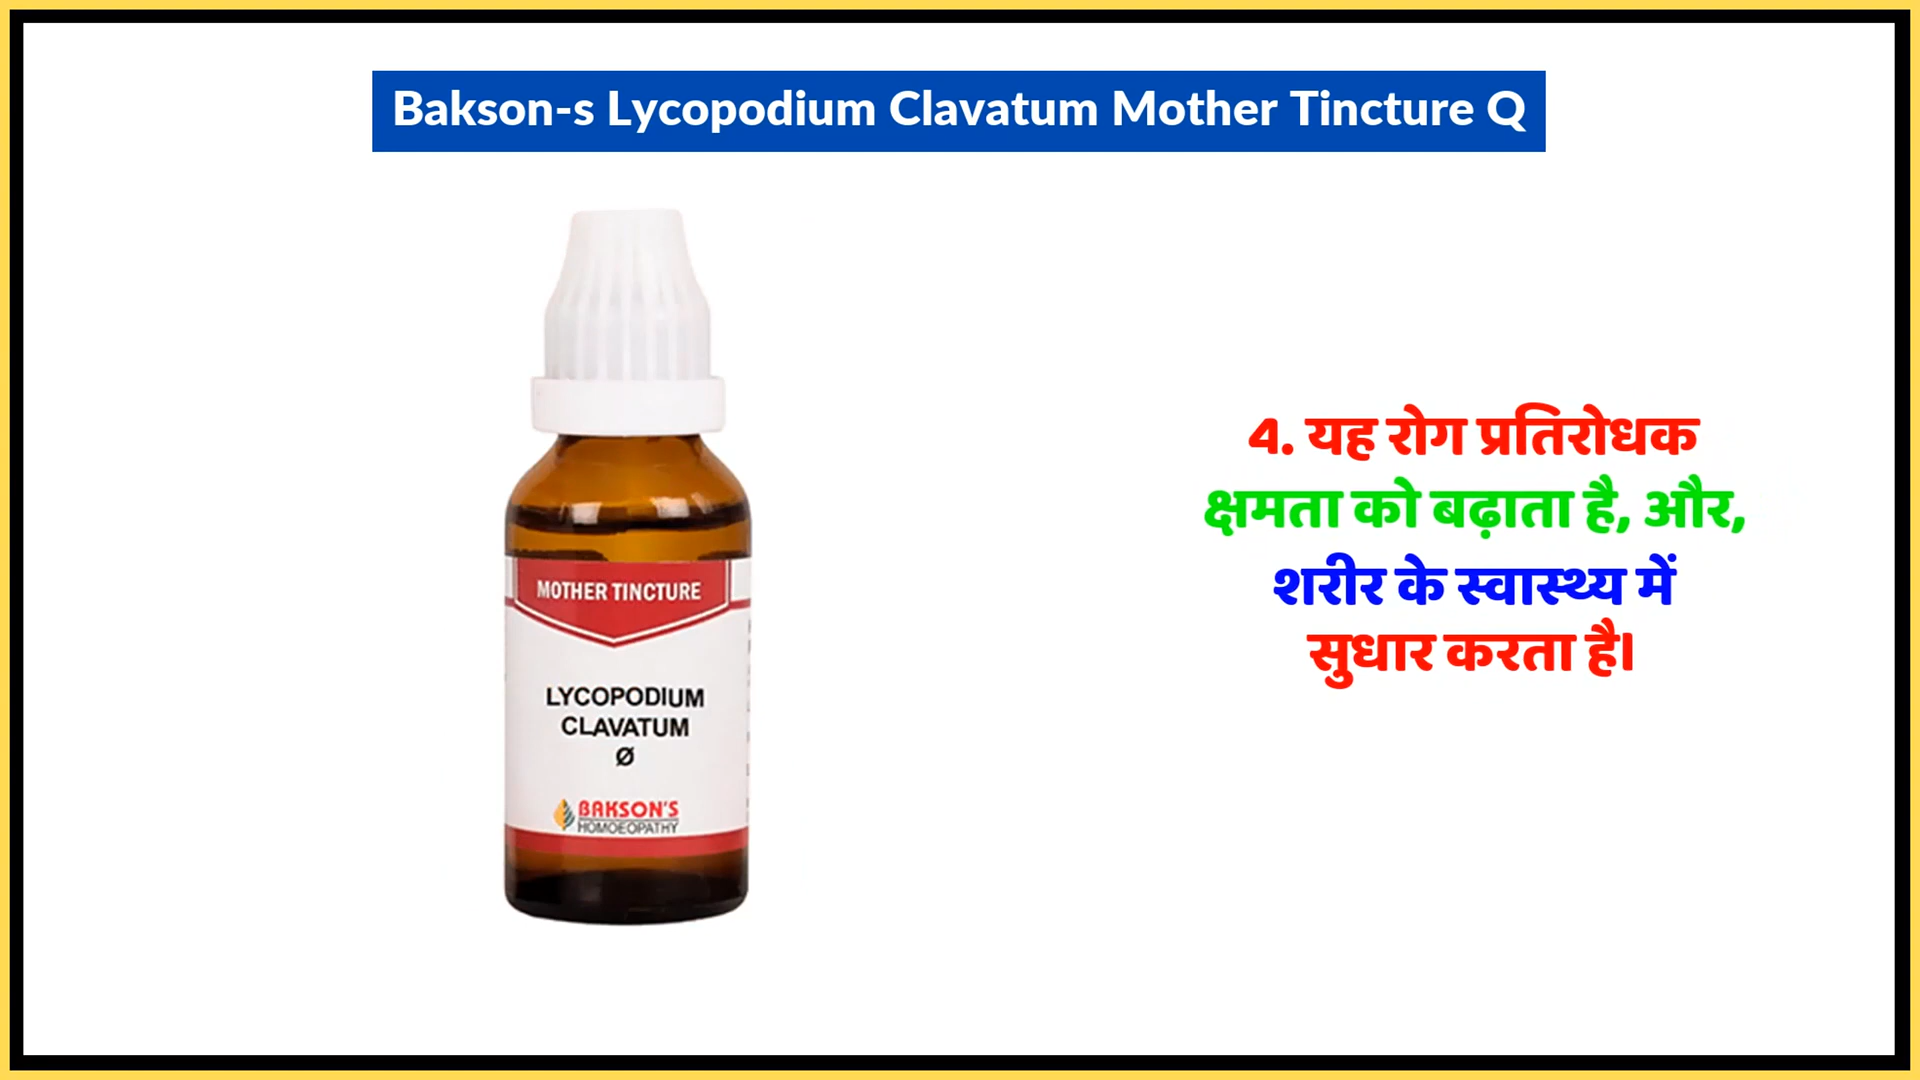 Bakson-s Lycopodium Clavatum Mother Tincture Q
MOTHER TINCTURE
LYCOPODIUM
CLAVATUM
Ø
BAKSON'S
HOMOEOPATHY
4. यह रोग प्रतिरोधक
क्षमता को बढ़ाता है, और,
शरीर के स्वास्थ्य में
सुधार करता है।